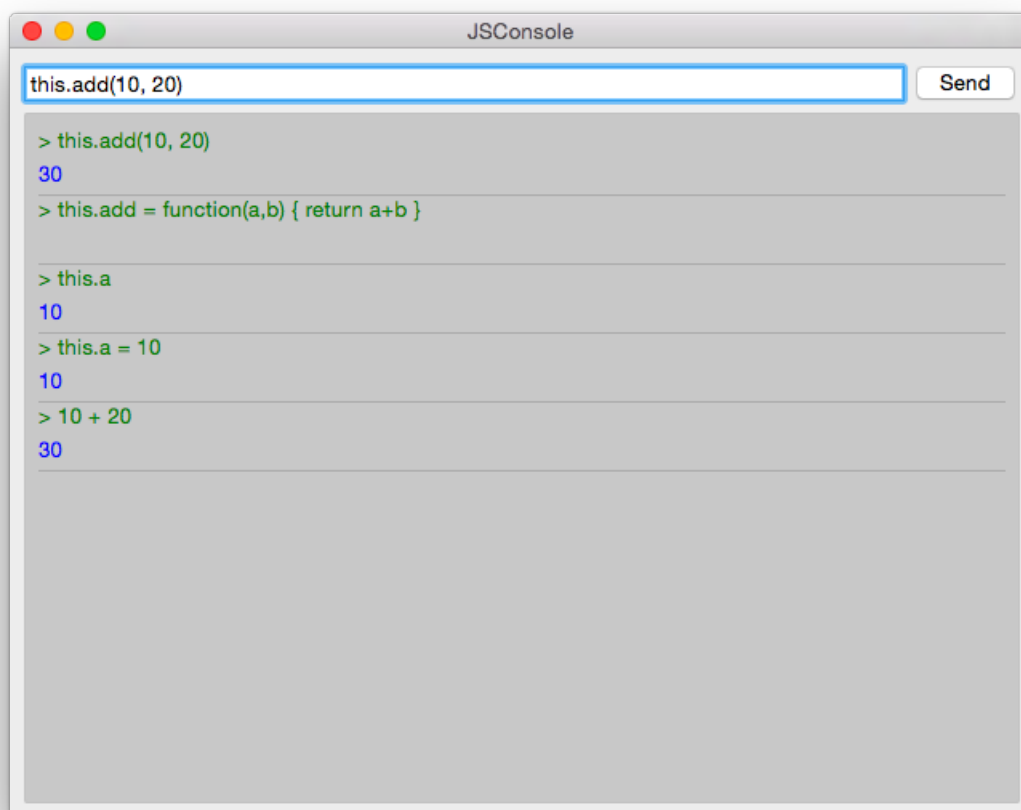 JSConsole
this.add(10, 20)
Send
> this.add(10, 20)
30
> this.add = function(a,b) { return a+b }
> this.a
10
> this.a = 10
10
> 10 + 20
30